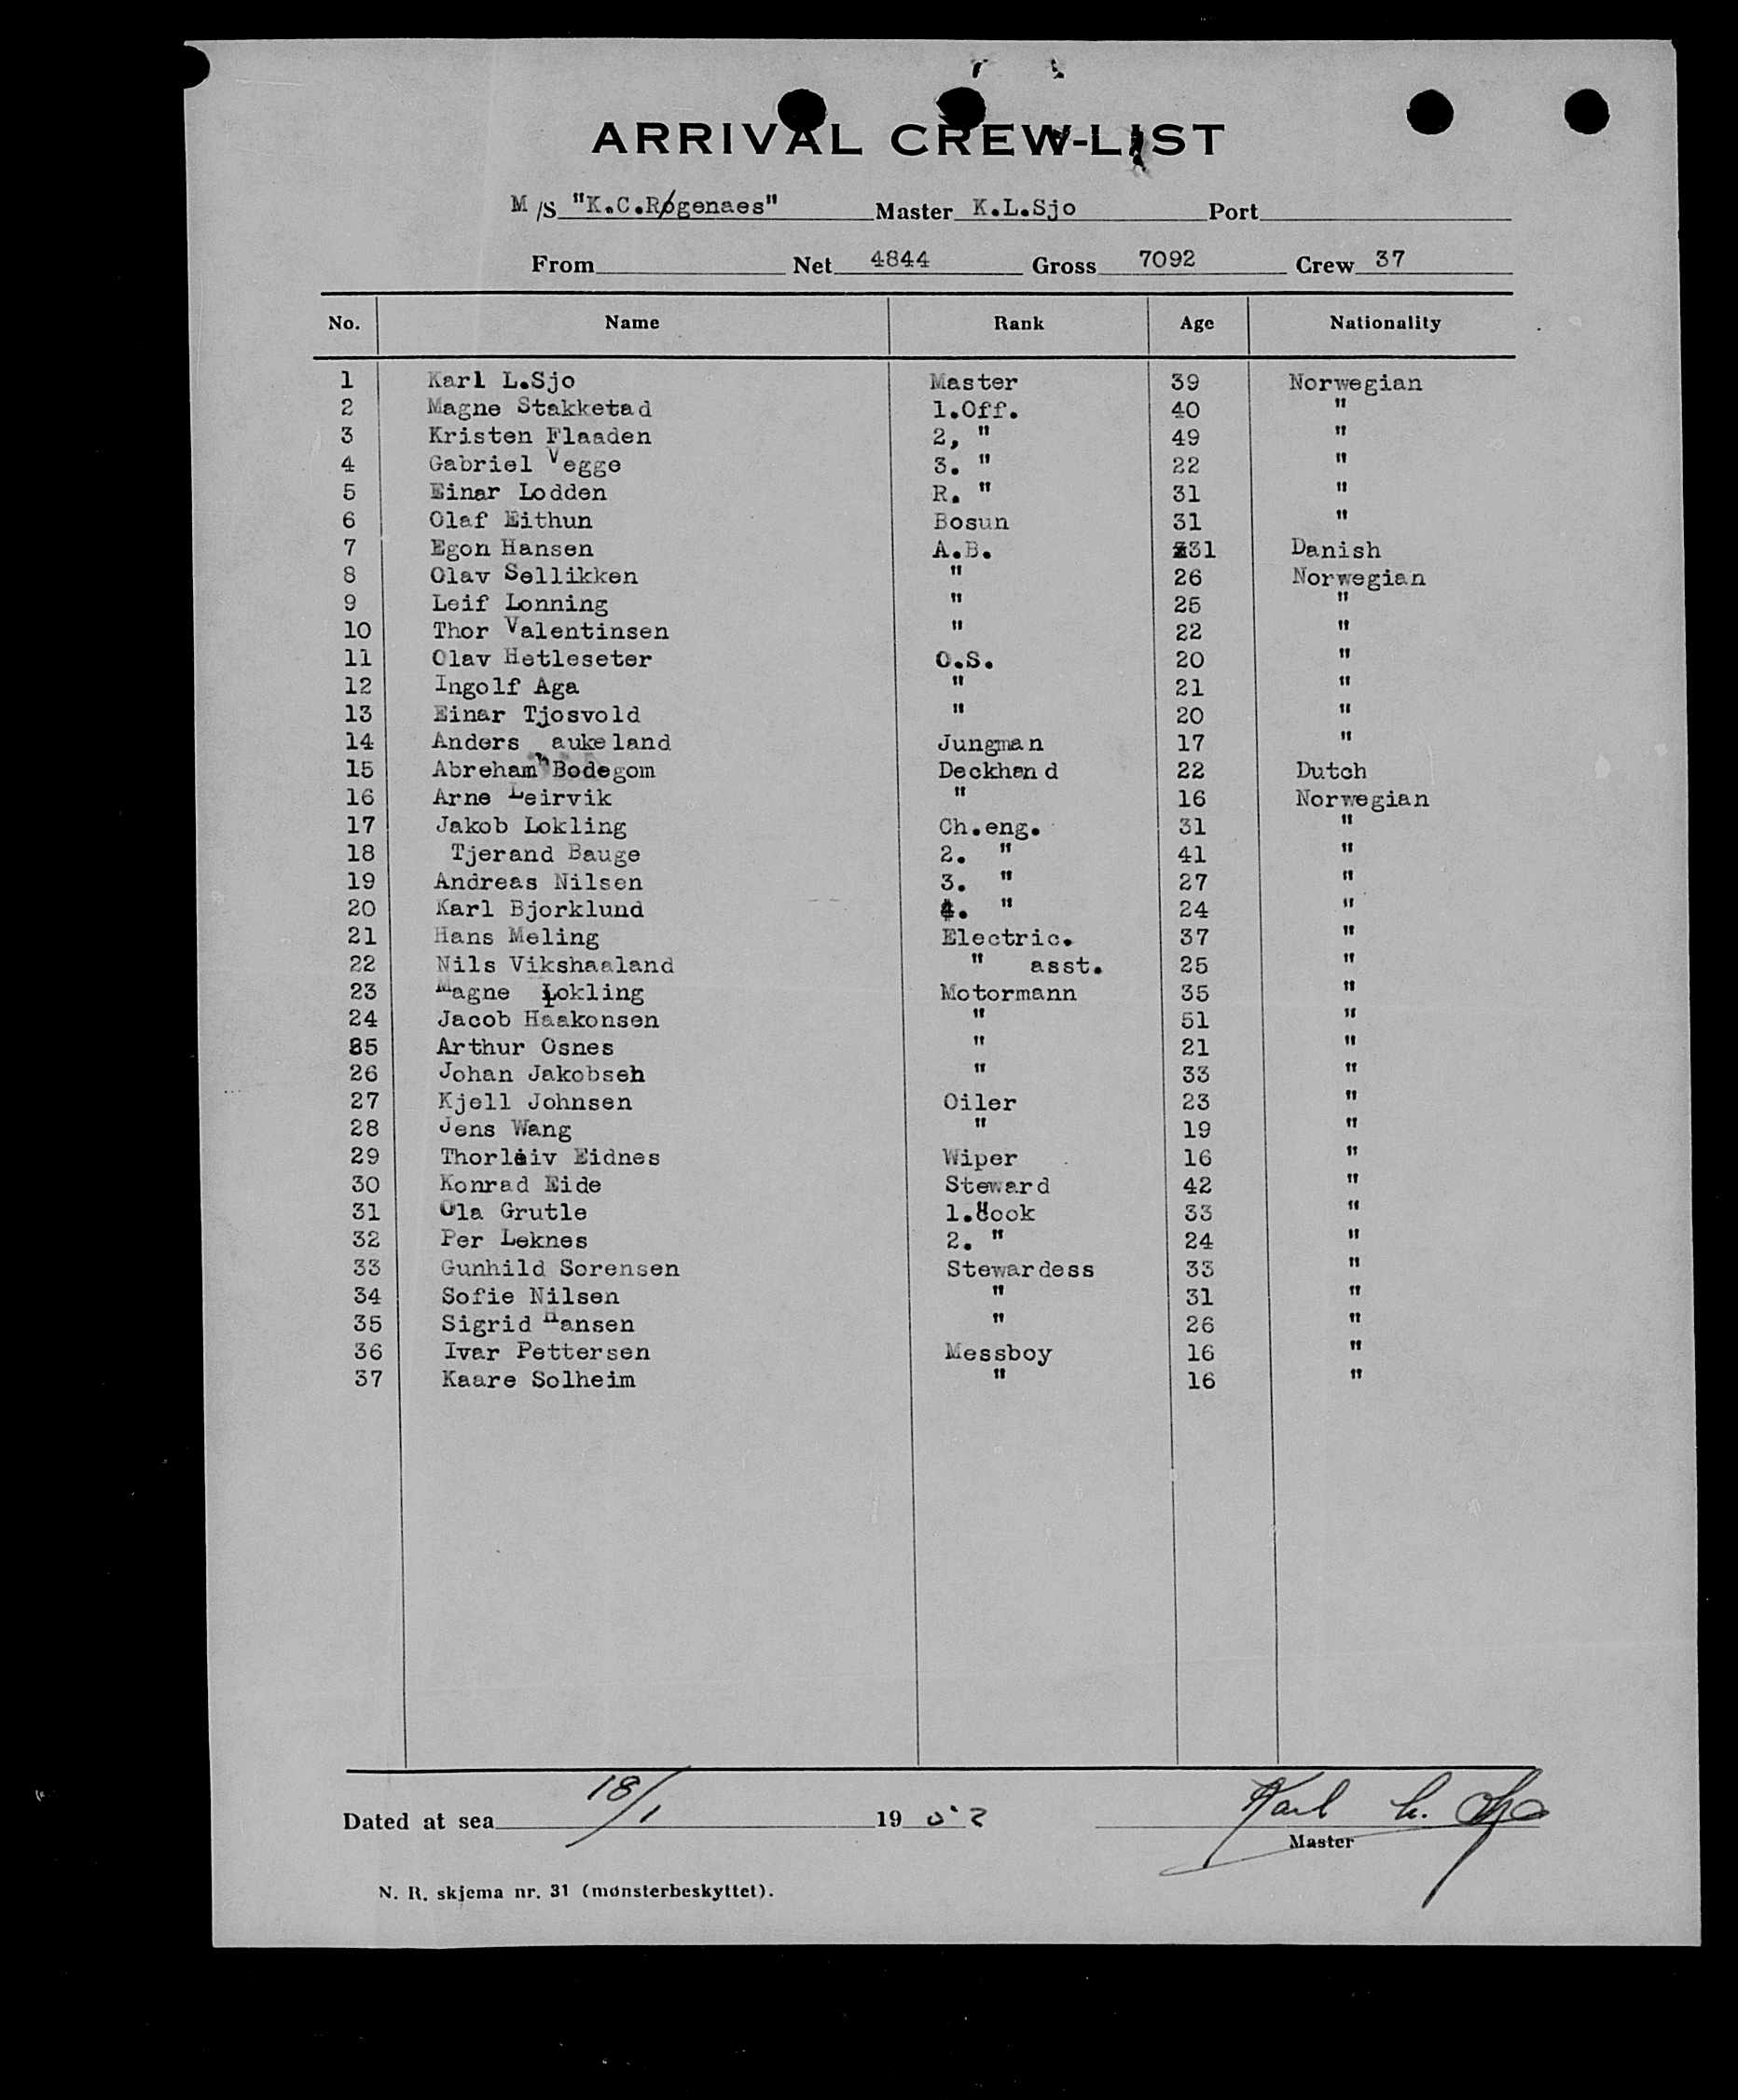 ARRIVAL CREW-LIST
M/S "K.C.Røgenaes" Master K.L.Sjo Port
From Net 4844 Gross 7092 Crew 37
No. Name Rank Age Nationality
1 Karl L.Sjo Master 39 Norwegian
2 Magne Stakketad 1.Off. 40 "
3 Kristen Flaaden 2, " 49 "
4 Gabriel Vegge 3. " 22 "
5 Einar Lodden R. " 31 "
6 Olaf Eithun Bosun 31 "
7 Egon Hansen A.B. 31 Danish
8 Olav Sellikken " 26 Norwegian
9 Leif Lonning " 25 "
10 Thor Valentinsen " 22 "
11 Olav Hetleseter O.S. 20 "
12 Ingolf Aga " 21 "
13 Einar Tjosvold " 20 "
14 Anders aukeland Jungman 17 "
15 Abreham Bodegom Deckhand 22 Dutch
16 Arne Leirvik " 16 Norwegian
17 Jakob Lokling Ch.eng. 31 "
18 Tjerand Bauge 2. " 41 "
19 Andreas Nilsen 3. " 27 "
20 Karl Bjorklund 4. " 24 "
21 Hans Meling Electric. 37 "
22 Nils Vikshaaland " asst. 25 "
23 Magne Lokling Motormann 35 "
24 Jacob Haakonsen " 51 "
25 Arthur Osnes " 21 "
26 Johan Jakobseh " 33 "
27 Kjell Johnsen Oiler 23 "
28 Jens Wang " 19 "
29 Thorleiv Eidnes Wiper 16 "
30 Konrad Eide Steward 42 "
31 Ola Grutle 1.Cook 33 "
32 Per Leknes 2. " 24 "
33 Gunhild Sorensen Stewardess 33 "
34 Sofie Nilsen " 31 "
35 Sigrid Hansen " 26 "
36 Ivar Pettersen Messboy 16 "
37 Kaare Solheim " 16 "
Dated at sea 18/1 1952 Karl L. Sjo
Master
N. R. skjema nr. 31 (mønsterbeskyttet).